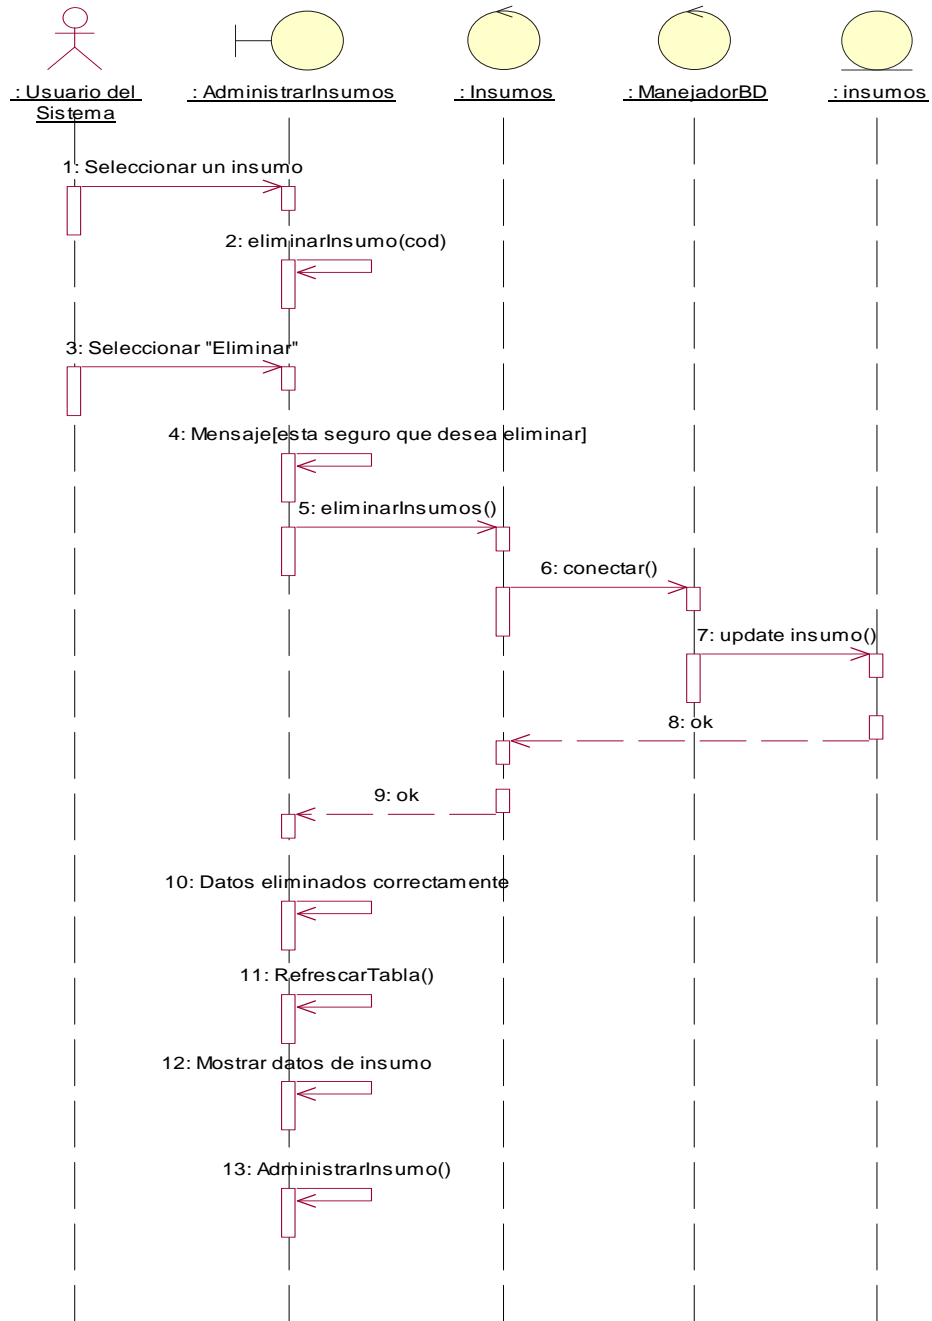 : Usuario del
Sistema
: AdministrarInsumos
: Insumos
: ManejadorBD
: insumos
1: Seleccionar un insumo
2: eliminarInsumo(cod)
3: Seleccionar "Eliminar"
4: Mensaje[esta seguro que desea eliminar]
5: eliminarInsumos()
6: conectar()
7: update insumo()
8: ok
9: ok
10: Datos eliminados correctamente
11: RefrescarTabla()
12: Mostrar datos de insumo
13: AdministrarInsumo()